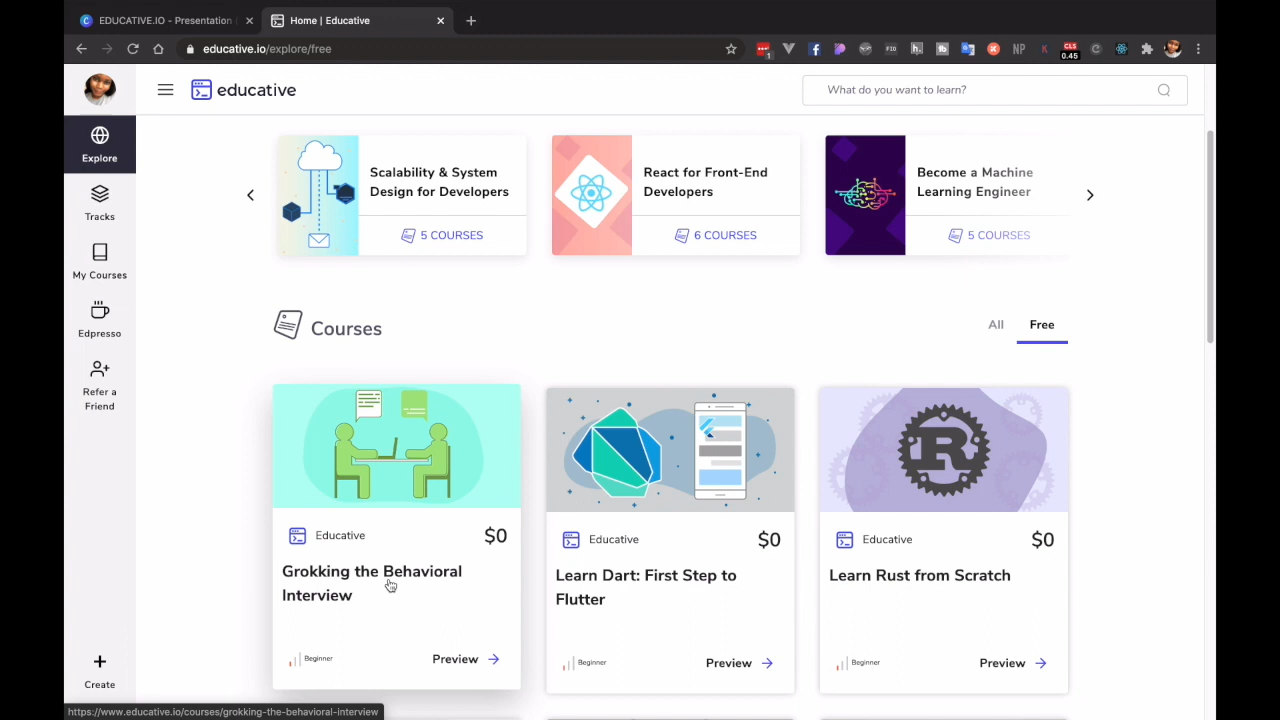 EDUCATIVE.IO - Presentation
Home | Educative
educative.io/explore/free
1
FIO
h.
NP
K
CLS
0.45
educative
What do you want to learn?
Explore
Tracks
My Courses
Edpresso
Refer a
Friend
Create
Scalability & System
Design for Developers
5 COURSES
React for Front-End
Developers
6 COURSES
Become a Machine
Learning Engineer
5 COURSES
Courses
All
Free
Educative
$0
Grokking the Behavioral
Interview
Beginner
Preview
Educative
$0
Learn Dart: First Step to
Flutter
Beginner
Preview
R
Educative
$0
Learn Rust from Scratch
Beginner
Preview
https://www.educative.io/courses/grokking-the-behavioral-interview